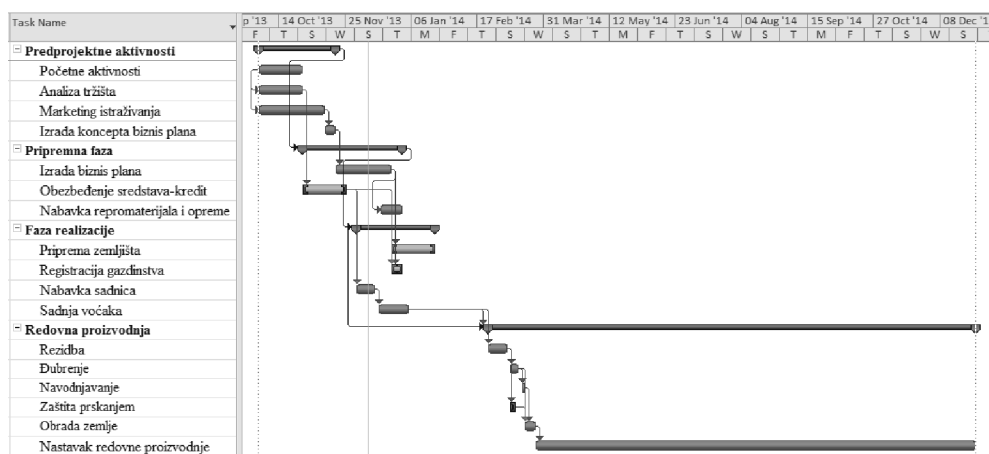 Task Name
p '13 14 Oct '13 25 Nov '13 06 Jan '14 17 Feb '14 31 Mar '14 12 May '14 23 Jun '14 04 Aug '14 15 Sep '14 27 Oct '14 08 Dec '1
F T S W S T M F T S W S T M F T S W S T M F T S W S
Predprojektne aktivnosti
Početne aktivnosti
Analiza tržišta
Marketing istraživanja
Izrada koncepta biznis plana
Pripremna faza
Izrada biznis plana
Obezbeđenje sredstava-kredit
Nabavka repromaterijala i opreme
Faza realizacije
Priprema zemljišta
Registracija gazdinstva
Nabavka sadnica
Sadnja voćaka
Redovna proizvodnja
Rezidba
Đubrenje
Navodnjavanje
Zaštita prskanjem
Obrada zemlje
Nastavak redovne proizvodnje